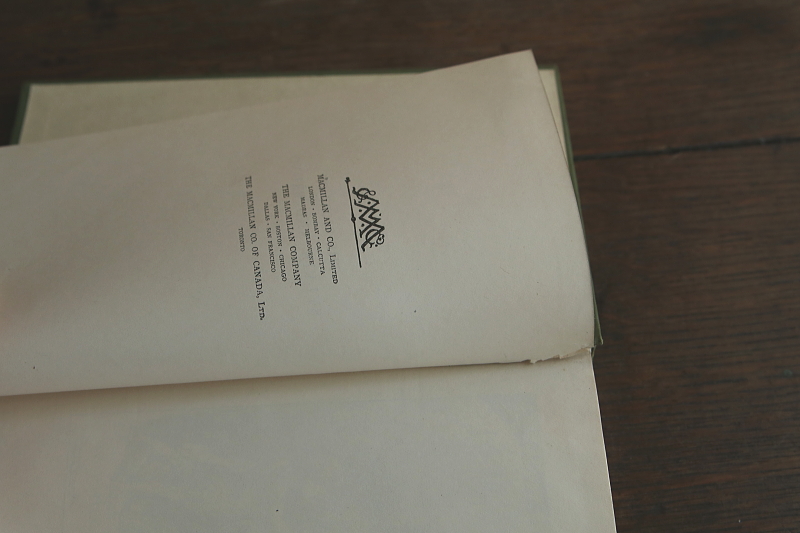 MACMILLAN AND CO., LIMITED
LONDON · BOMBAY · CALCUTTA
MADRAS · MELBOURNE
THE MACMILLAN COMPANY
NEW YORK · BOSTON · CHICAGO
DALLAS · SAN FRANCISCO
THE MACMILLAN CO. OF CANADA, LTD.
TORONTO